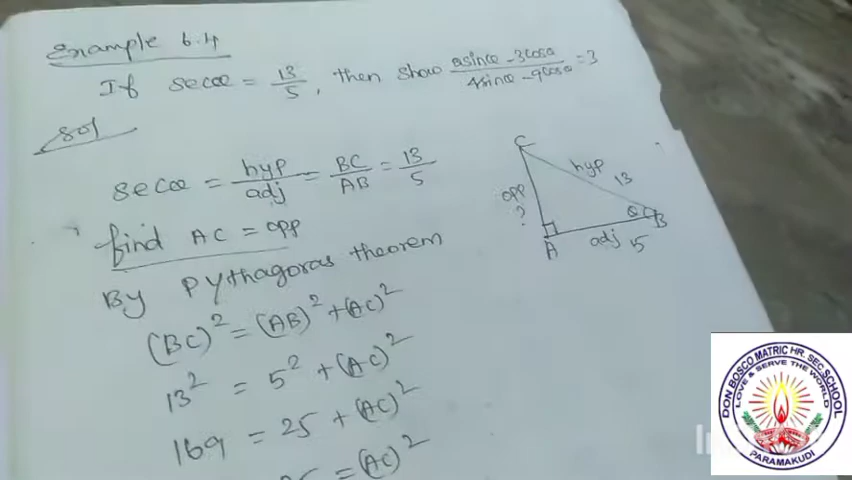 Example 6.4
If secθ = 13/5, then show 2sinθ - 3cosθ / 4sinθ - 9cosθ = 3
Sol
secθ = hyp/adj = BC/AB = 13/5
find AC = opp
By Pythagoras theorem
(BC)² = (AB)² + (AC)²
13² = 5² + (AC)²
169 = 25 + (AC)²
= (AC)²
C
hyp 13
opp
?
θ B
A
adj 5
DON BOSCO MATRIC HR. SEC. SCHOOL
LOVE & SERVE THE WORLD
PARAMAKUDI